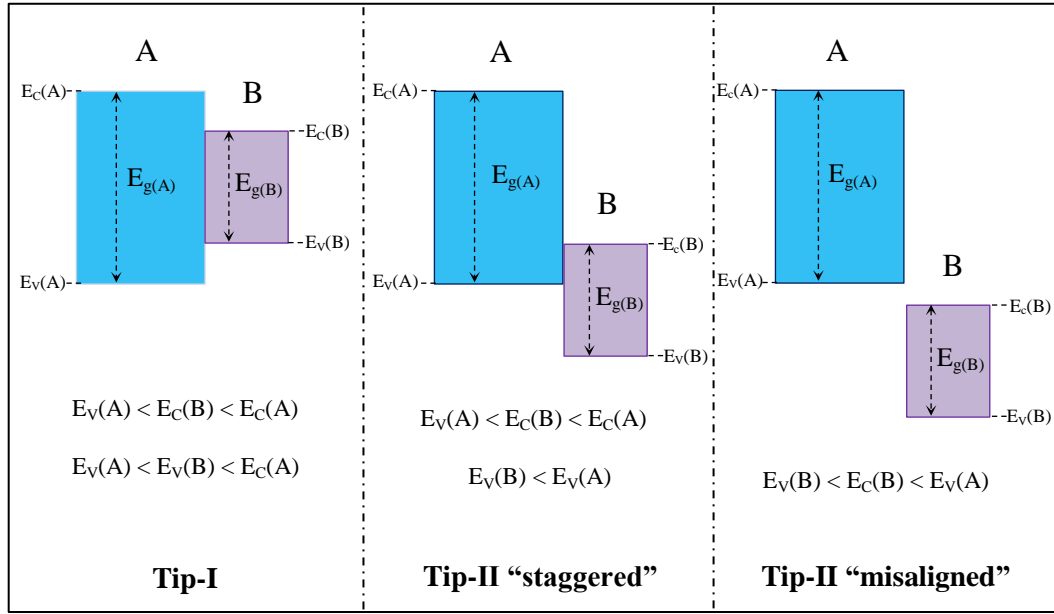 A
B
E_C(A)
E_C(B)
E_g(A)
E_g(B)
E_V(B)
E_V(A)
E_V(A) < E_C(B) < E_C(A)
E_V(A) < E_V(B) < E_C(A)
Tip-I
A
E_C(A)
E_g(A)
B
E_c(B)
E_V(A)
E_g(B)
E_V(B)
E_V(A) < E_C(B) < E_C(A)
E_V(B) < E_V(A)
Tip-II “staggered”
A
E_c(A)
E_g(A)
B
E_V(A)
E_c(B)
E_g(B)
E_V(B)
E_V(B) < E_C(B) < E_V(A)
Tip-II “misaligned”